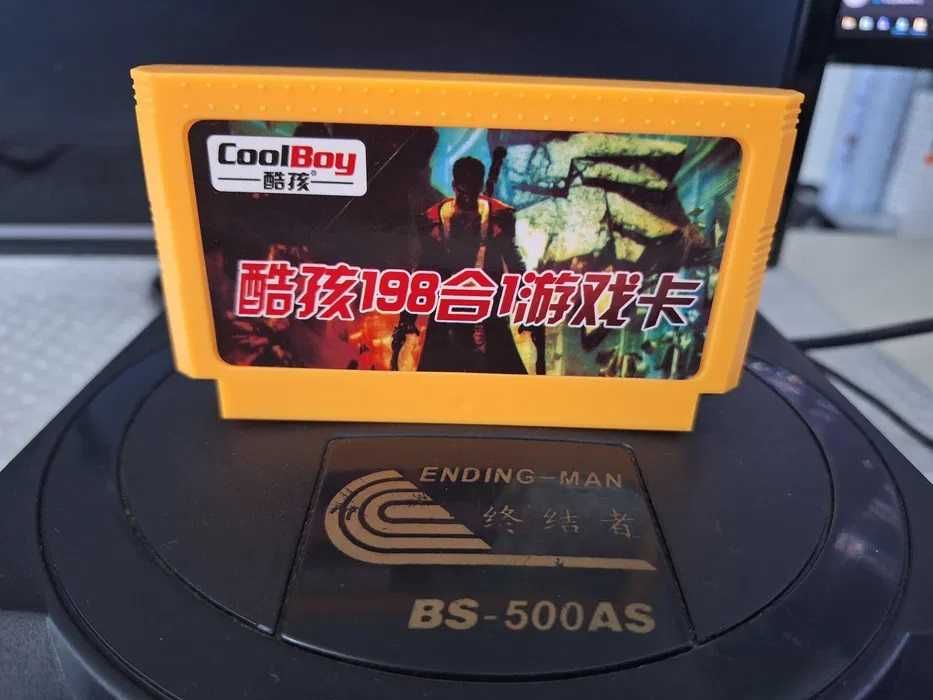 CoolBoy
酷孩®
酷孩198合1游戏卡
ENDING-MAN
终结者
BS-500AS